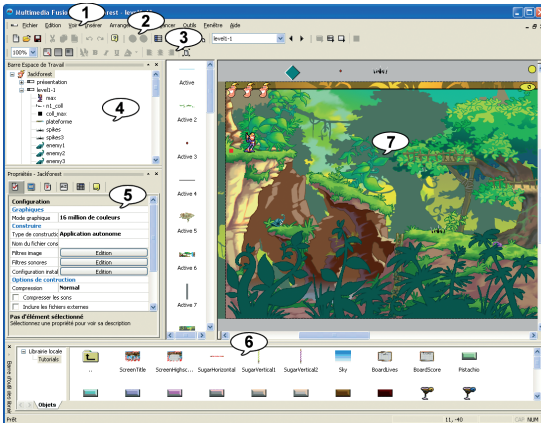 Multimedia Fusion
1
Fichier Edition Voir Insérer Outils Fenêtre Aide
2
level1-1
3
100%
Barre Espace de Travail
Jackforest
présentation
level1-1
max
n1_coll
coll_max
plateforme
spikes
spikes3
enemy1
enemy2
enemy3
4
Active
Active 2
Active 3
Active 4
Active 5
Active 6
Active 7
7
Propriétés - Jackforest
5
Configuration
Graphiques
Mode graphique 16 million de couleurs
Construire
Type de constructic Application autonome
Nom du fichier cons
Filtres image Edition
Filtres sonores Edition
Configuration instal Edition
Options de contruction
Compression Normal
Compresser les sons
Inclure les fichiers externes
Pas d'élément sélectionné
Sélectionnez une propriété pour voir sa description
6
Librairie locale
Tutorials
..
ScreenTitle
ScreenHighsc...
SugarHorizontal
SugarVertical1
SugarVertical2
Sky
BoardLives
BoardScore
Pistachio
Objets
Prêt
11, -40
CAP NUM